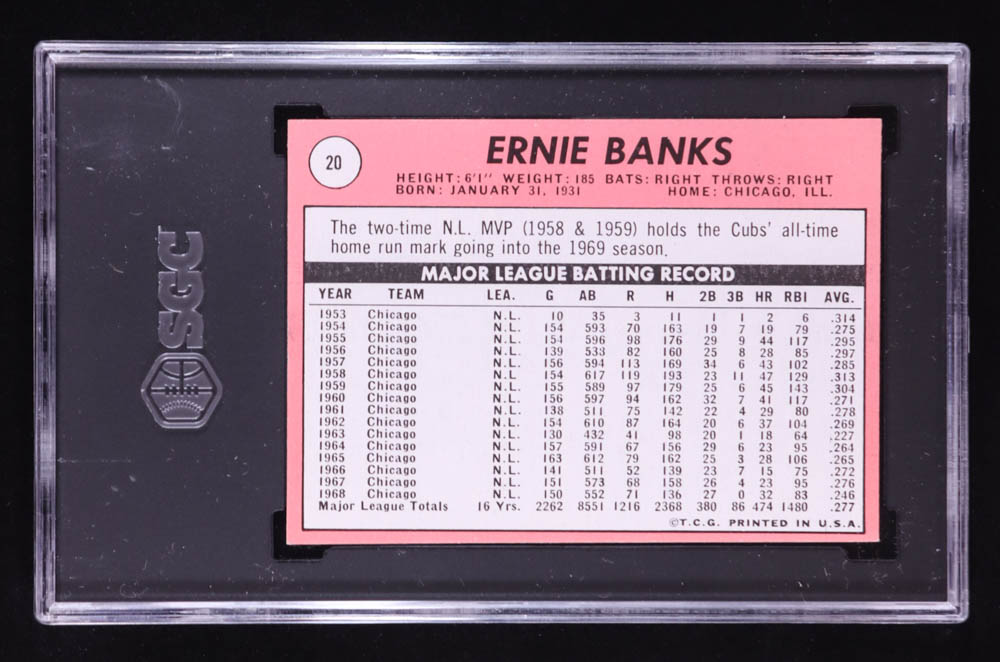 20
ERNIE BANKS
HEIGHT: 6'1" WEIGHT: 185 BATS: RIGHT THROWS: RIGHT
BORN: JANUARY 31, 1931 HOME: CHICAGO, ILL.
The two-time N.L. MVP (1958 & 1959) holds the Cubs' all-time
home run mark going into the 1969 season.
MAJOR LEAGUE BATTING RECORD
YEAR TEAM LEA. G AB R H 2B 3B HR RBI AVG.
1953 Chicago N.L. 10 35 3 11 1 1 2 6 .314
1954 Chicago N.L. 154 593 70 163 19 7 19 79 .275
1955 Chicago N.L. 154 596 98 176 29 9 44 117 .295
1956 Chicago N.L. 139 533 82 160 25 8 28 85 .297
1957 Chicago N.L. 156 594 113 169 34 6 43 102 .285
1958 Chicago N.L. 154 617 119 193 23 11 47 129 .313
1959 Chicago N.L. 155 589 97 179 25 6 45 143 .304
1960 Chicago N.L. 156 597 94 162 32 7 41 117 .271
1961 Chicago N.L. 138 511 75 142 22 4 29 80 .278
1962 Chicago N.L. 154 610 87 164 20 6 37 104 .269
1963 Chicago N.L. 130 432 41 98 20 1 18 64 .227
1964 Chicago N.L. 157 591 67 156 29 6 23 95 .264
1965 Chicago N.L. 163 612 79 162 25 3 28 106 .265
1966 Chicago N.L. 141 511 52 139 23 7 15 75 .272
1967 Chicago N.L. 151 573 68 158 26 4 23 95 .276
1968 Chicago N.L. 150 552 71 136 27 0 32 83 .246
Major League Totals 16 Yrs. 2262 8551 1216 2368 380 86 474 1480 .277
©T.C.G. PRINTED IN U.S.A.
SGC